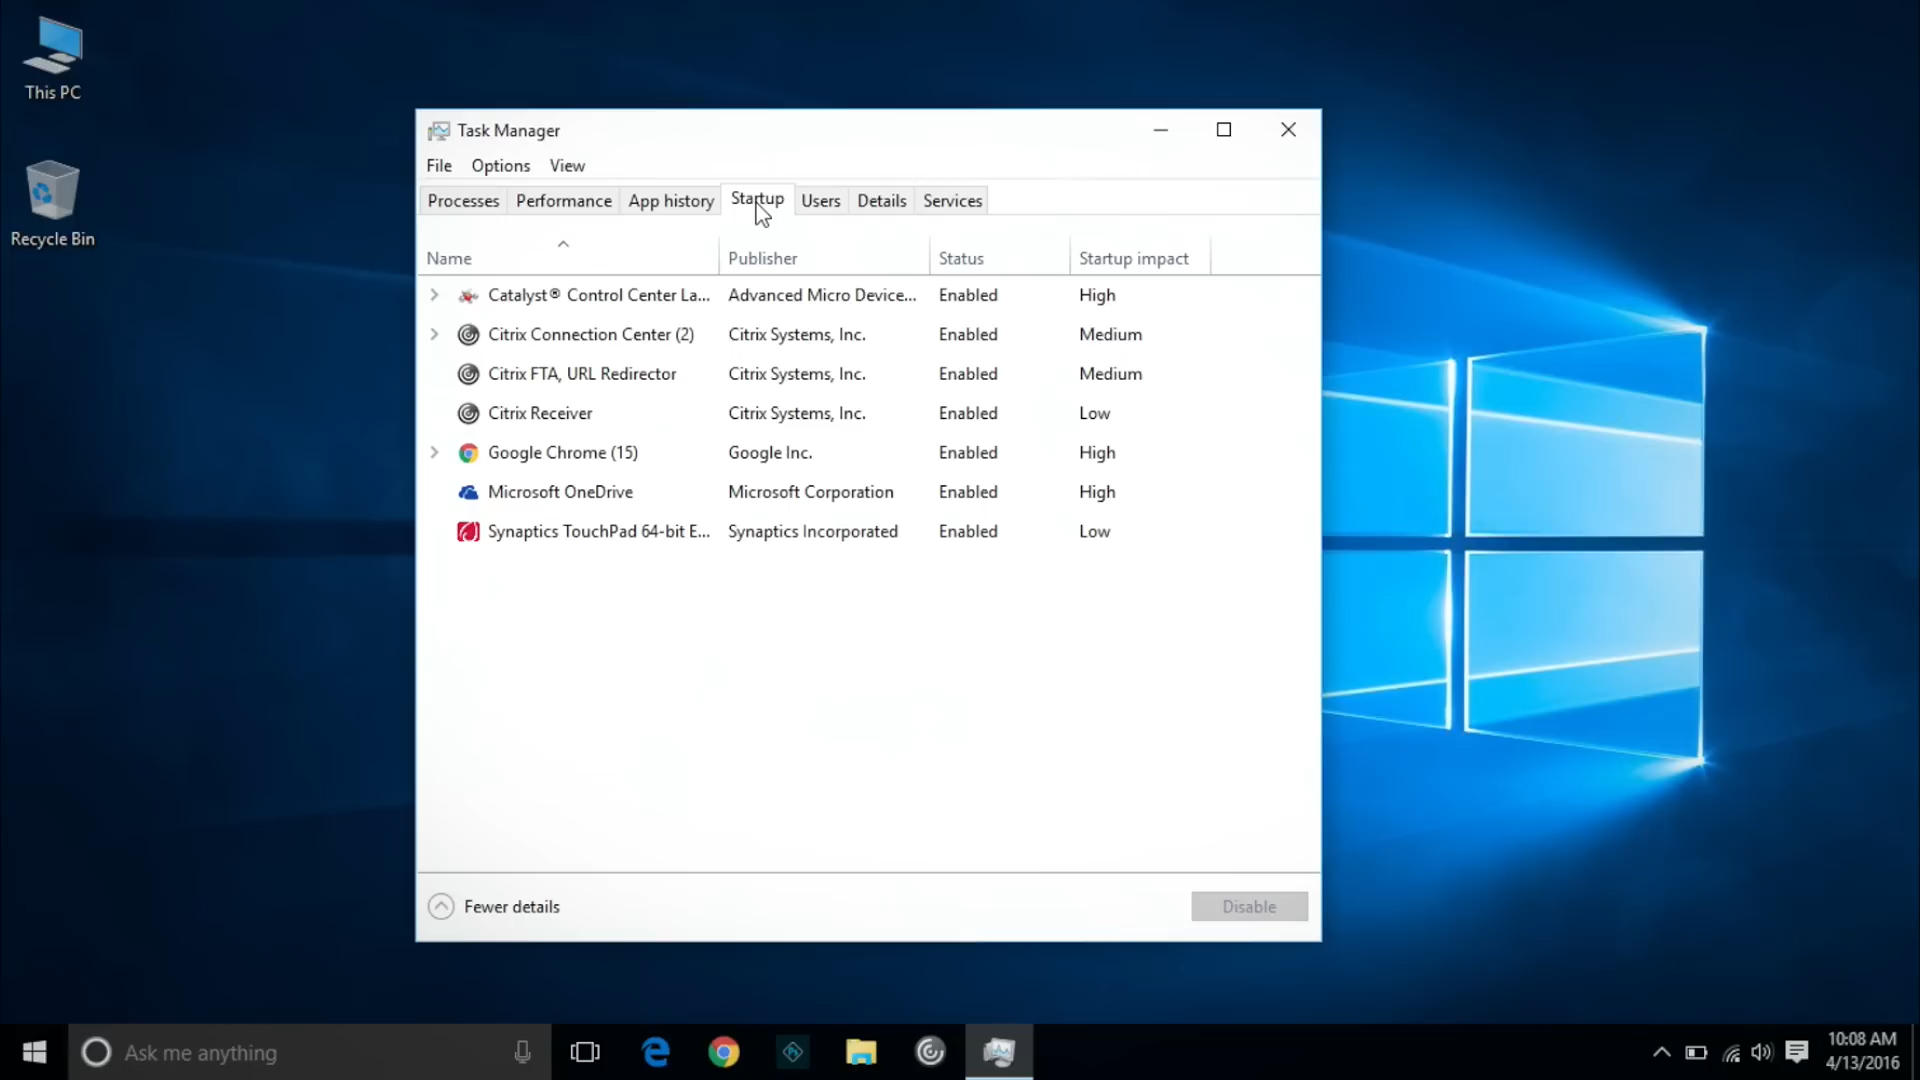 This PC
Recycle Bin
Task Manager
File Options View
Processes Performance App history Startup Users Details Services
Name Publisher Status Startup impact
Catalyst® Control Center La... Advanced Micro Device... Enabled High
Citrix Connection Center (2) Citrix Systems, Inc. Enabled Medium
Citrix FTA, URL Redirector Citrix Systems, Inc. Enabled Medium
Citrix Receiver Citrix Systems, Inc. Enabled Low
Google Chrome (15) Google Inc. Enabled High
Microsoft OneDrive Microsoft Corporation Enabled High
Synaptics TouchPad 64-bit E... Synaptics Incorporated Enabled Low
Fewer details Disable
Ask me anything
10:08 AM
4/13/2016